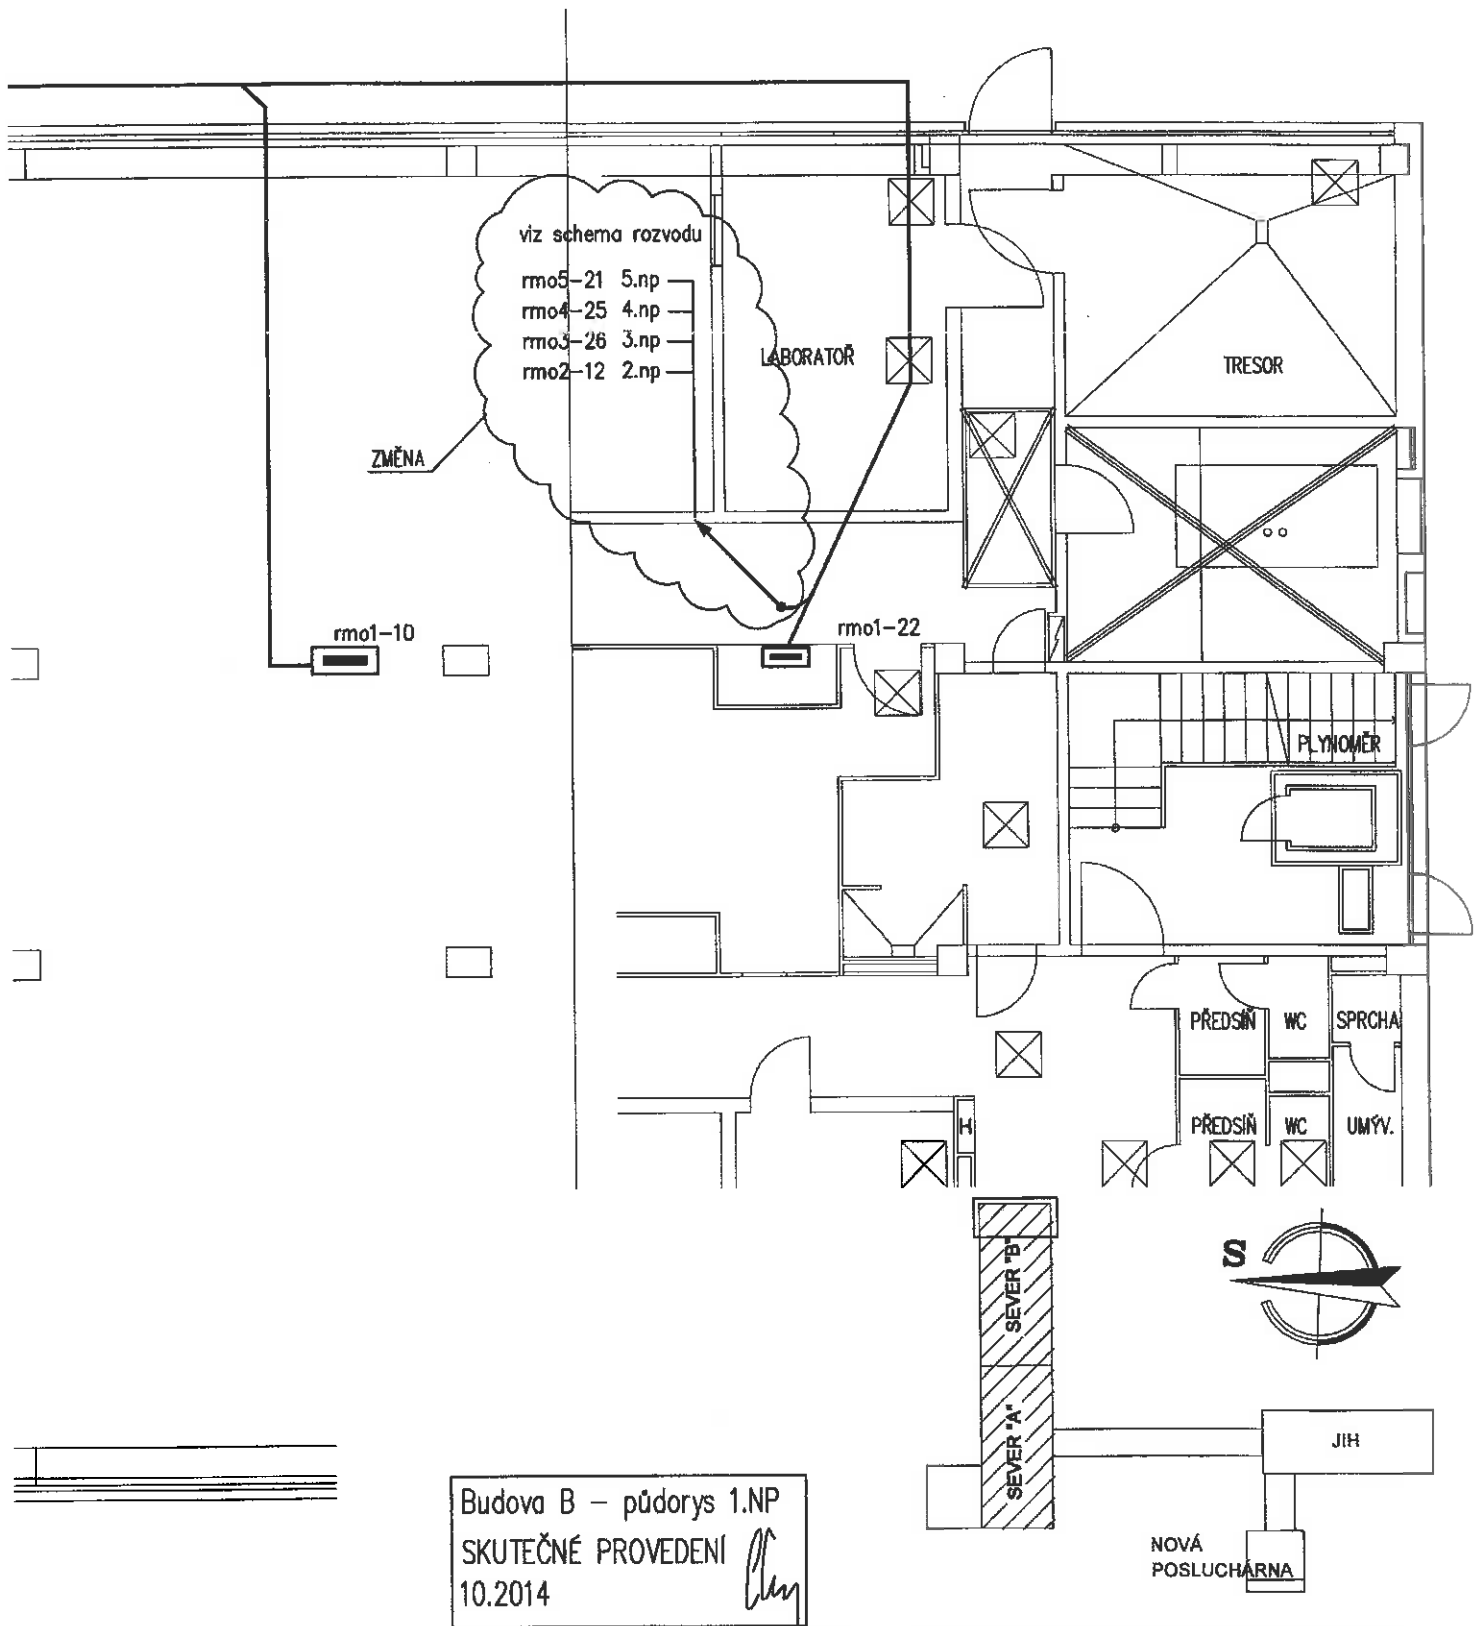 viz schema rozvodu
rmo5-21 5.np
rmo4-25 4.np
rmo3-26 3.np
rmo2-12 2.np
LABORATOŘ
TRESOR
ZMĚNA
rmo1-10
rmo1-22
PLYNOMĚR
PŘEDSÍŇ WC SPRCHA
H
PŘEDSÍŇ WC UMÝV.
S
SEVER "B"
SEVER "A"
JIH
NOVÁ
POSLUCHÁRNA
Budova B – půdorys 1.NP
SKUTEČNÉ PROVEDENÍ
10.2014